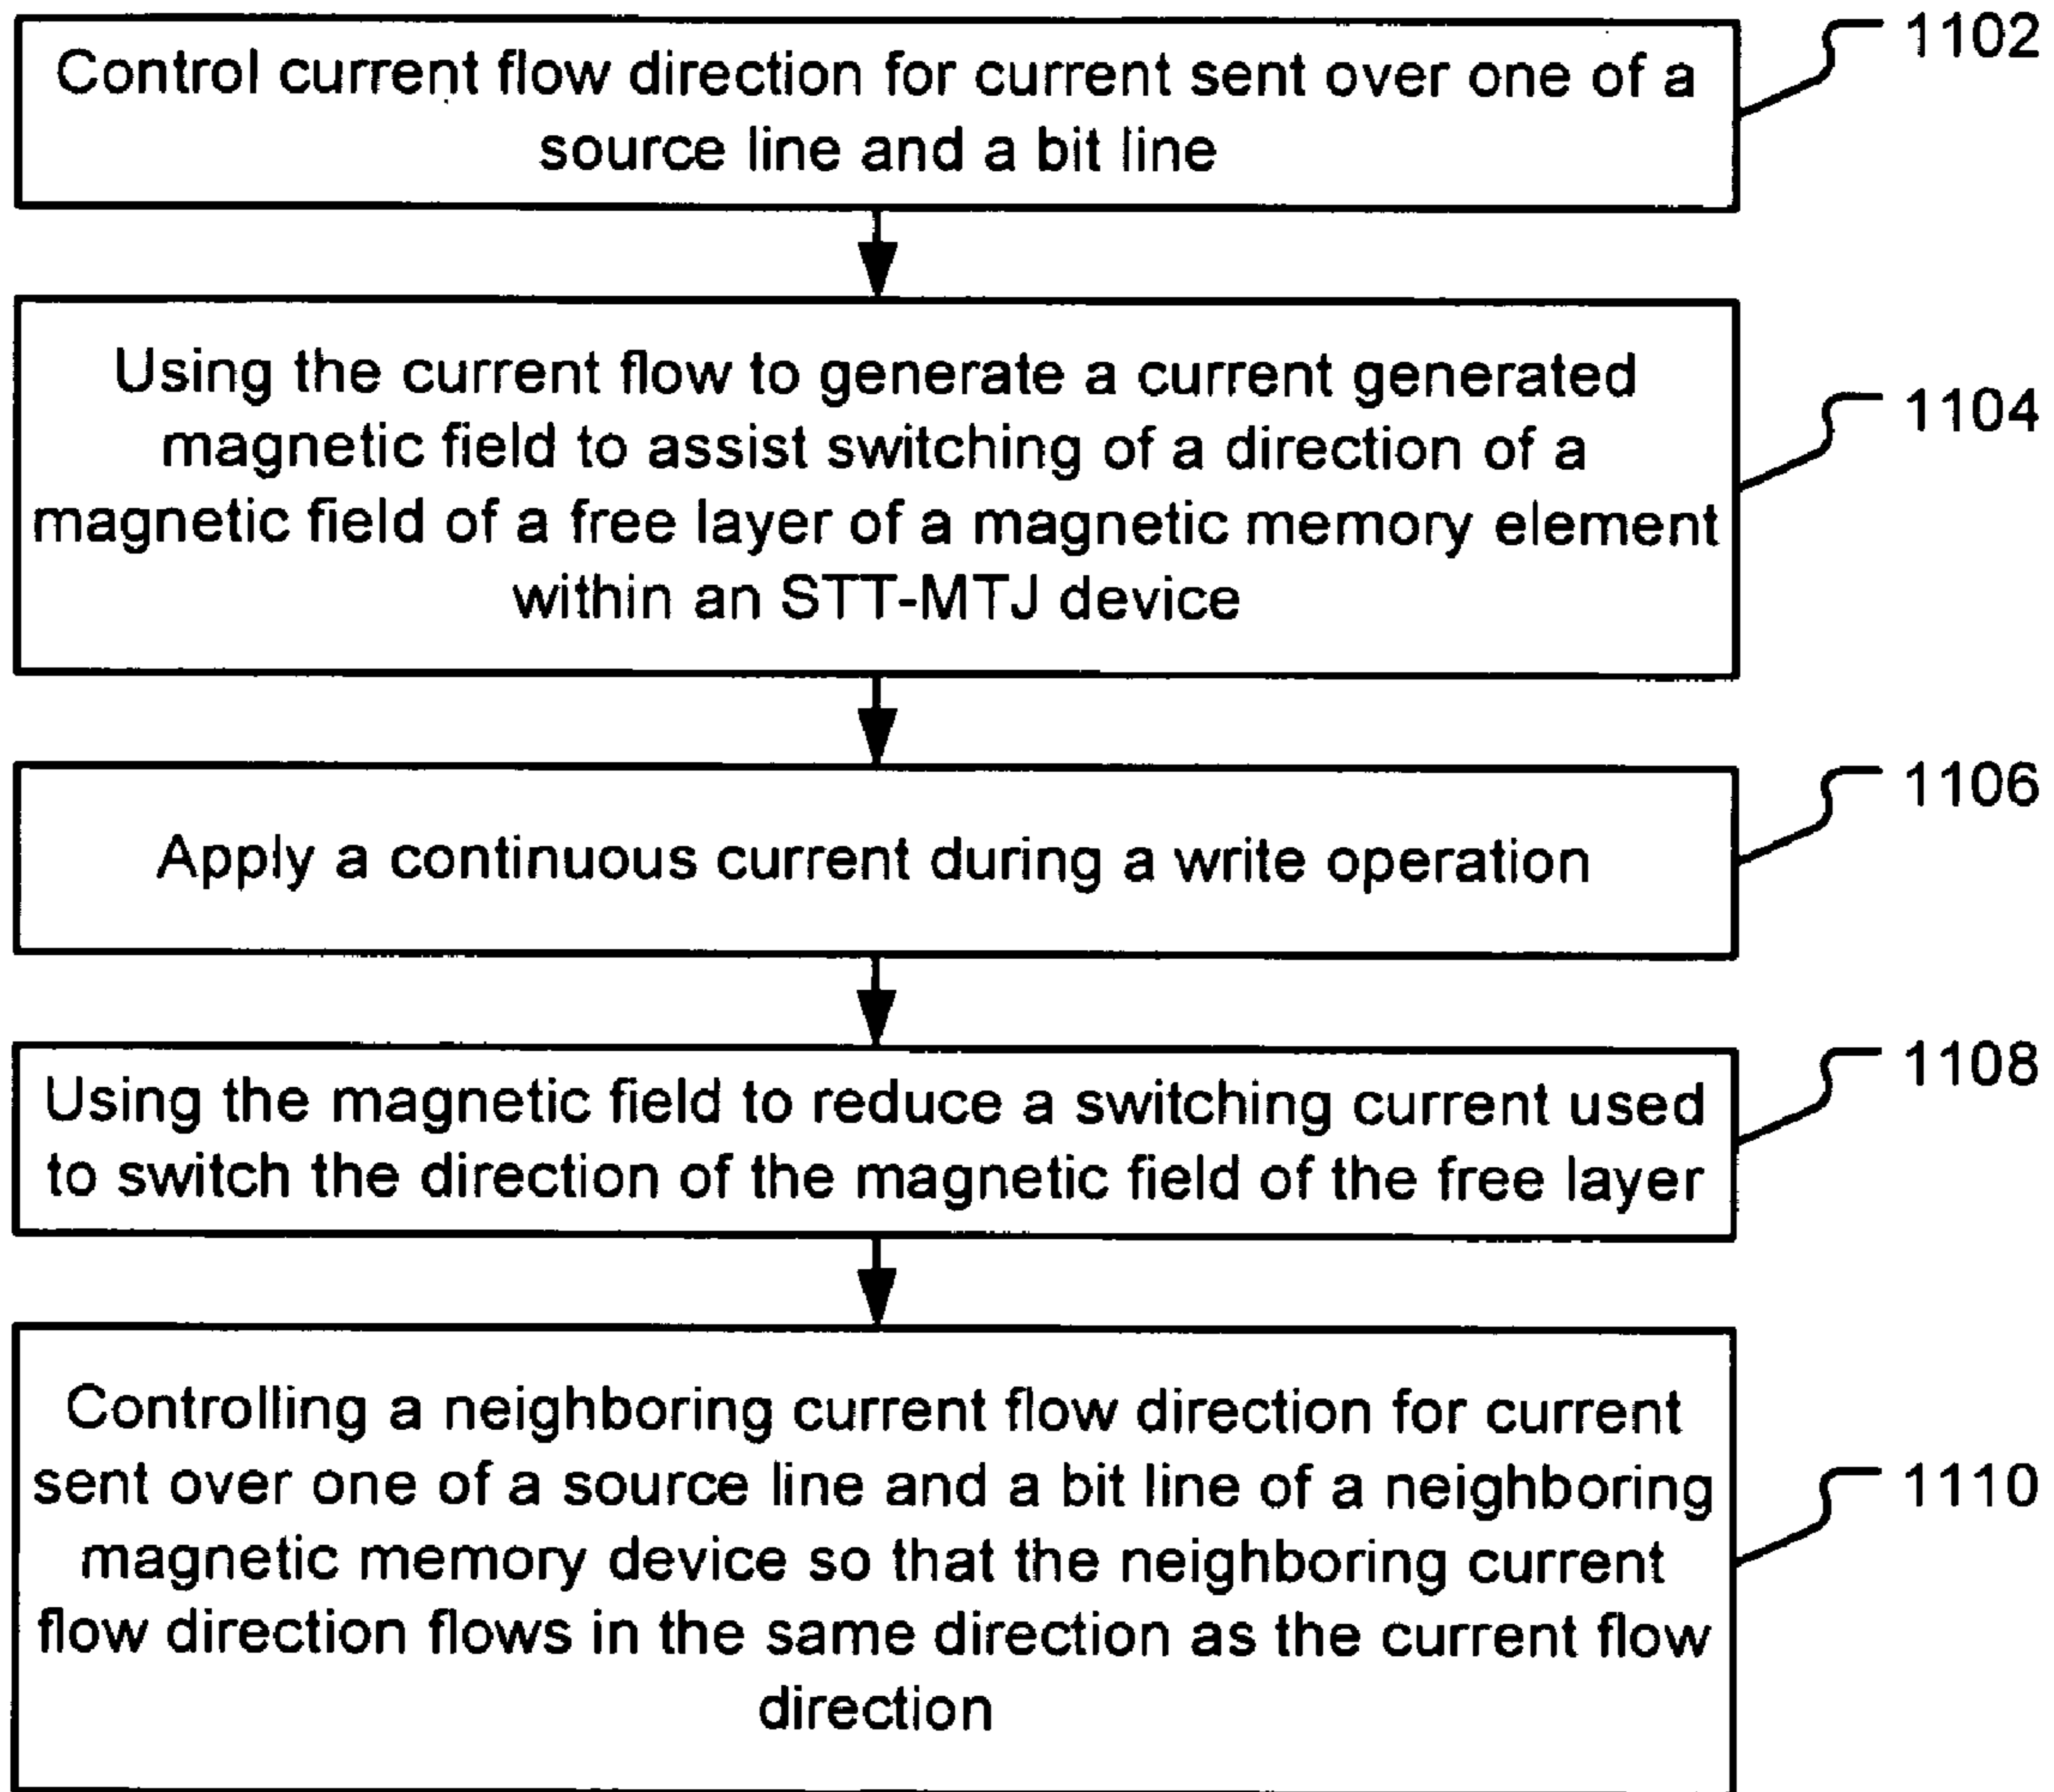 Control current flow direction for current sent over one of a
source line and a bit line
1102
Using the current flow to generate a current generated
magnetic field to assist switching of a direction of a
magnetic field of a free layer of a magnetic memory element
within an STT-MTJ device
1104
Apply a continuous current during a write operation
1106
Using the magnetic field to reduce a switching current used
to switch the direction of the magnetic field of the free layer
1108
Controlling a neighboring current flow direction for current
sent over one of a source line and a bit line of a neighboring
magnetic memory device so that the neighboring current
flow direction flows in the same direction as the current flow
direction
1110